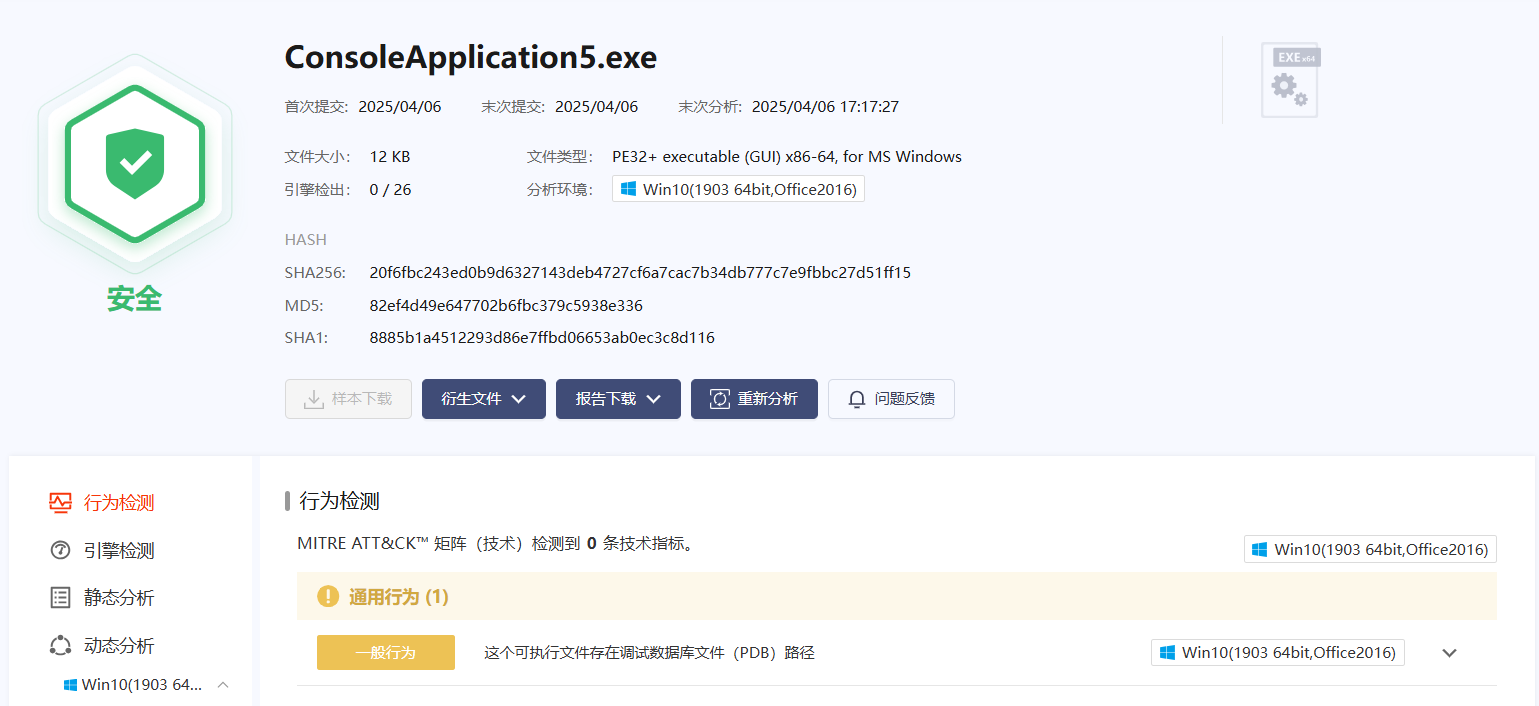 ConsoleApplication5.exe
EXE x64
首次提交: 2025/04/06 末次提交: 2025/04/06 末次分析: 2025/04/06 17:17:27
文件大小: 12 KB 文件类型: PE32+ executable (GUI) x86-64, for MS Windows
引擎检出: 0 / 26 分析环境: Win10(1903 64bit,Office2016)
安全
HASH
SHA256: 20f6fbc243ed0b9d6327143deb4727cf6a7cac7b34db777c7e9fbbc27d51ff15
MD5: 82ef4d49e647702b6fbc379c5938e336
SHA1: 8885b1a4512293d86e7ffbd06653ab0ec3c8d116
样本下载 衍生文件 报告下载 重新分析 问题反馈
行为检测
引擎检测
静态分析
动态分析
Win10(1903 64...
行为检测
MITRE ATT&CK™ 矩阵（技术）检测到 0 条技术指标。
Win10(1903 64bit,Office2016)
通用行为 (1)
一般行为 这个可执行文件存在调试数据库文件（PDB）路径 Win10(1903 64bit,Office2016)